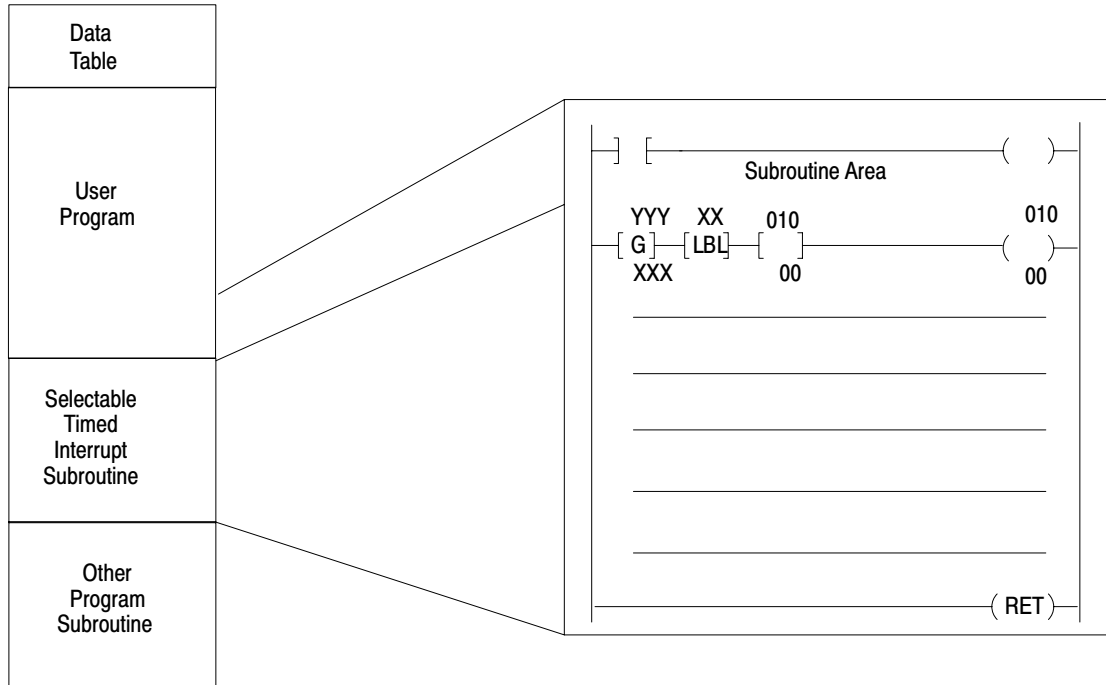 Data
Table
User
Program
Selectable
Timed
Interrupt
Subroutine
Other
Program
Subroutine
Subroutine Area
YYY XX 010 010
G LBL
XXX 00 00
RET